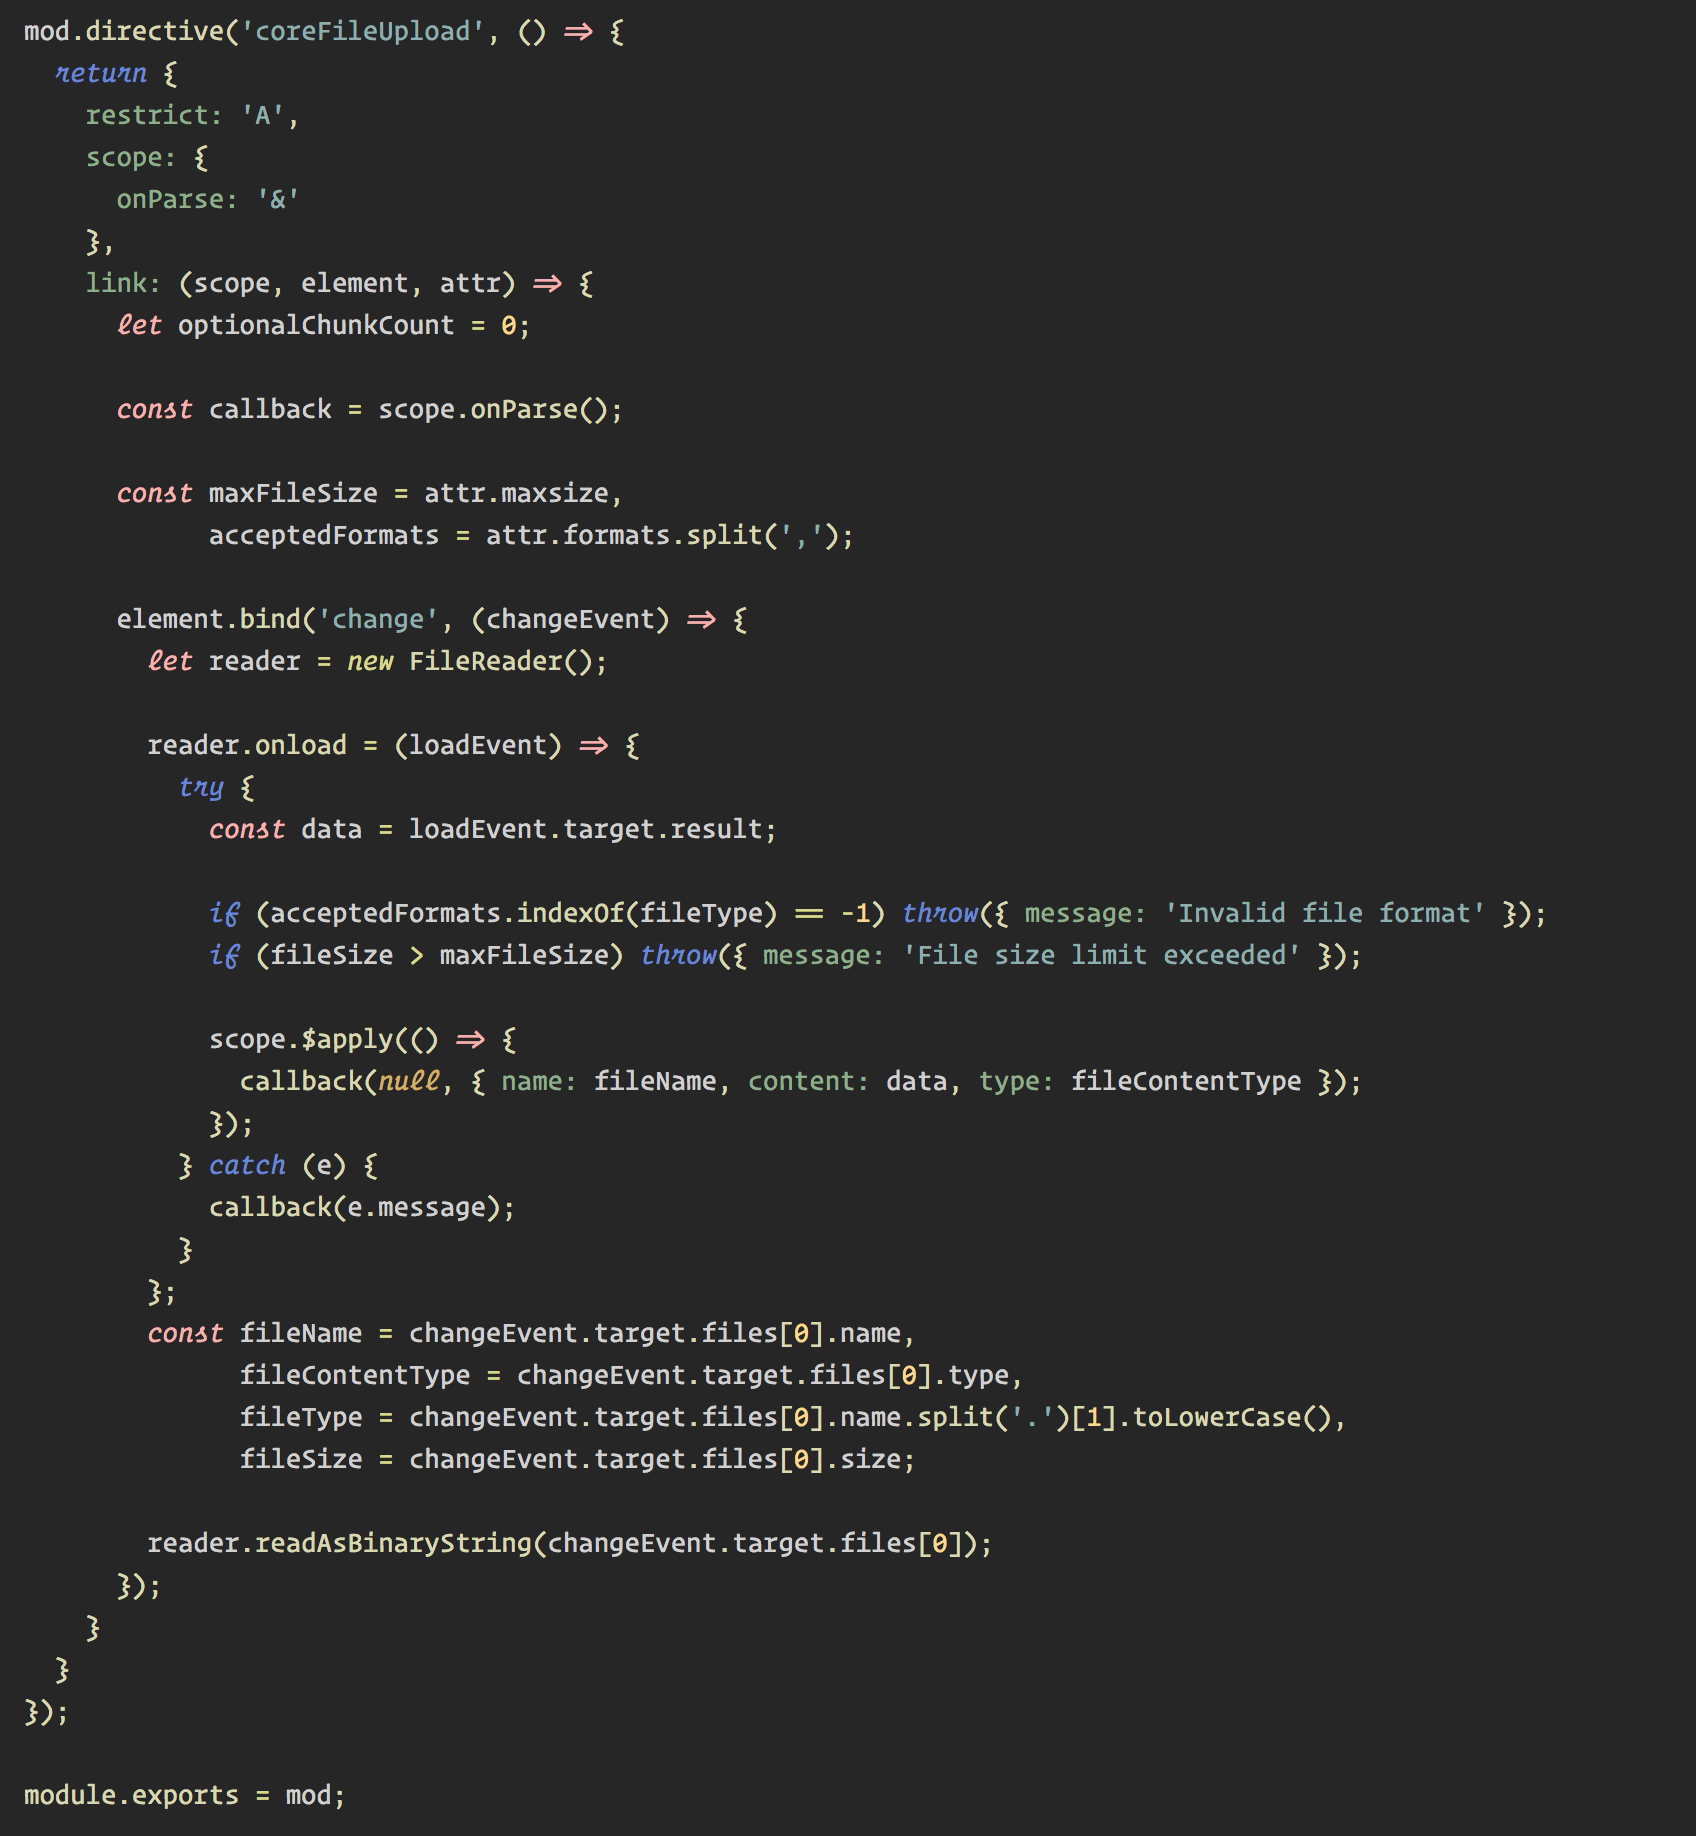 mod.directive('coreFileUpload', () => {
  return {
    restrict: 'A',
    scope: {
      onParse: '&'
    },
    link: (scope, element, attr) => {
      let optionalChunkCount = 0;

      const callback = scope.onParse();

      const maxFileSize = attr.maxsize,
            acceptedFormats = attr.formats.split(',');

      element.bind('change', (changeEvent) => {
        let reader = new FileReader();

        reader.onload = (loadEvent) => {
          try {
            const data = loadEvent.target.result;

            if (acceptedFormats.indexOf(fileType) == -1) throw({ message: 'Invalid file format' });
            if (fileSize > maxFileSize) throw({ message: 'File size limit exceeded' });

            scope.$apply(() => {
              callback(null, { name: fileName, content: data, type: fileContentType });
            });
          } catch (e) {
            callback(e.message);
          }
        };
        const fileName = changeEvent.target.files[0].name,
              fileContentType = changeEvent.target.files[0].type,
              fileType = changeEvent.target.files[0].name.split('.')[1].toLowerCase(),
              fileSize = changeEvent.target.files[0].size;

        reader.readAsBinaryString(changeEvent.target.files[0]);
      });
    }
  }
});

module.exports = mod;